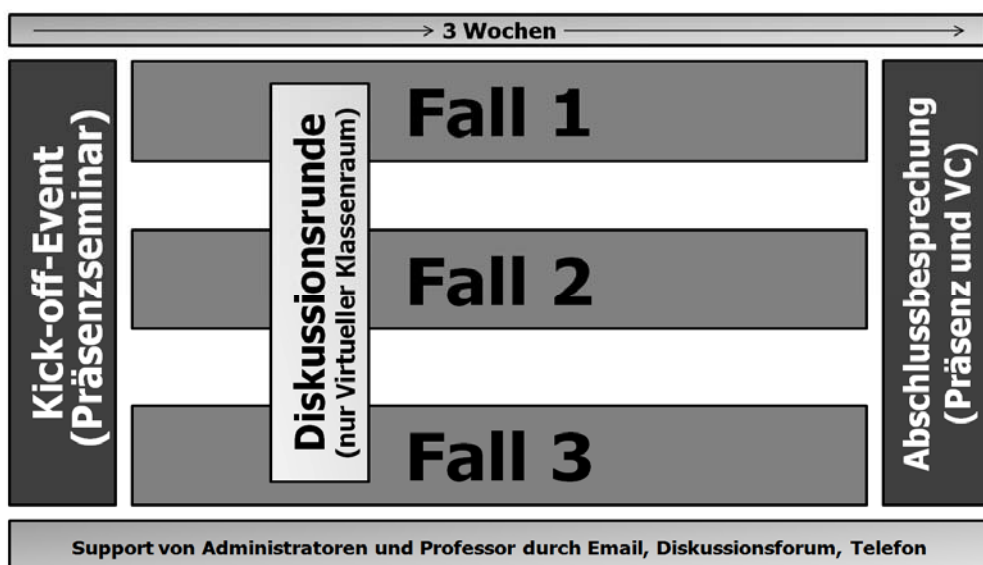 3 Wochen
Kick-off-Event
(Präsenzseminar)
Fall 1
Fall 2
Fall 3
Diskussionsrunde
(nur Virtueller Klassenraum)
Abschlussbesprechung
(Präsenz und VC)
Support von Administratoren und Professor durch Email, Diskussionsforum, Telefon